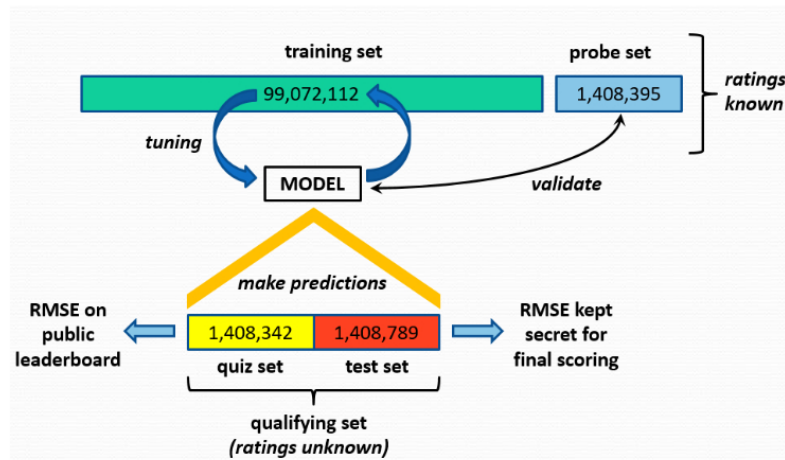 training set
probe set
99,072,112
1,408,395
ratings
known
tuning
MODEL
validate
make predictions
RMSE on
public
leaderboard
1,408,342
1,408,789
RMSE kept
secret for
final scoring
quiz set
test set
qualifying set
(ratings unknown)